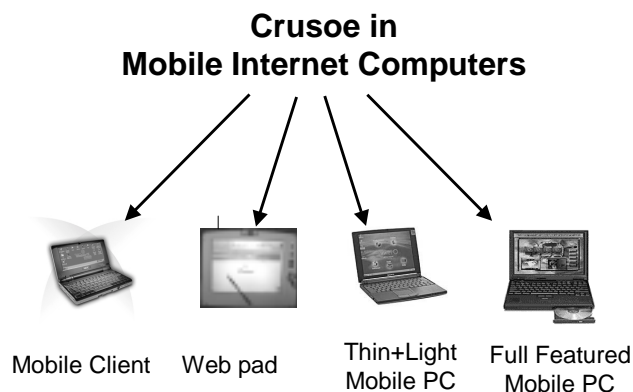 Crusoe in
Mobile Internet Computers
Mobile Client
Web pad
Thin+Light
Mobile PC
Full Featured
Mobile PC